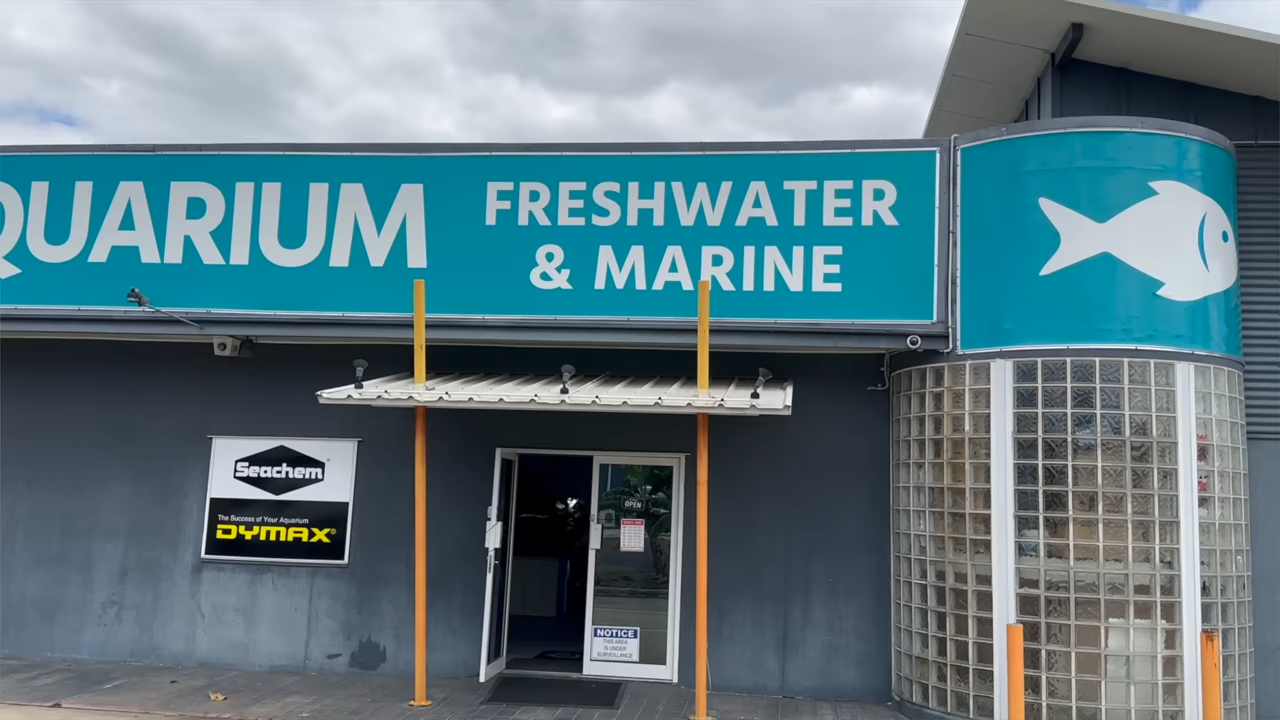 QUARIUM
FRESHWATER
& MARINE
Seachem
The Success of Your Aquarium
DYMAX®
OPEN
NOTICE
THIS AREA
IS UNDER
SURVEILLANCE